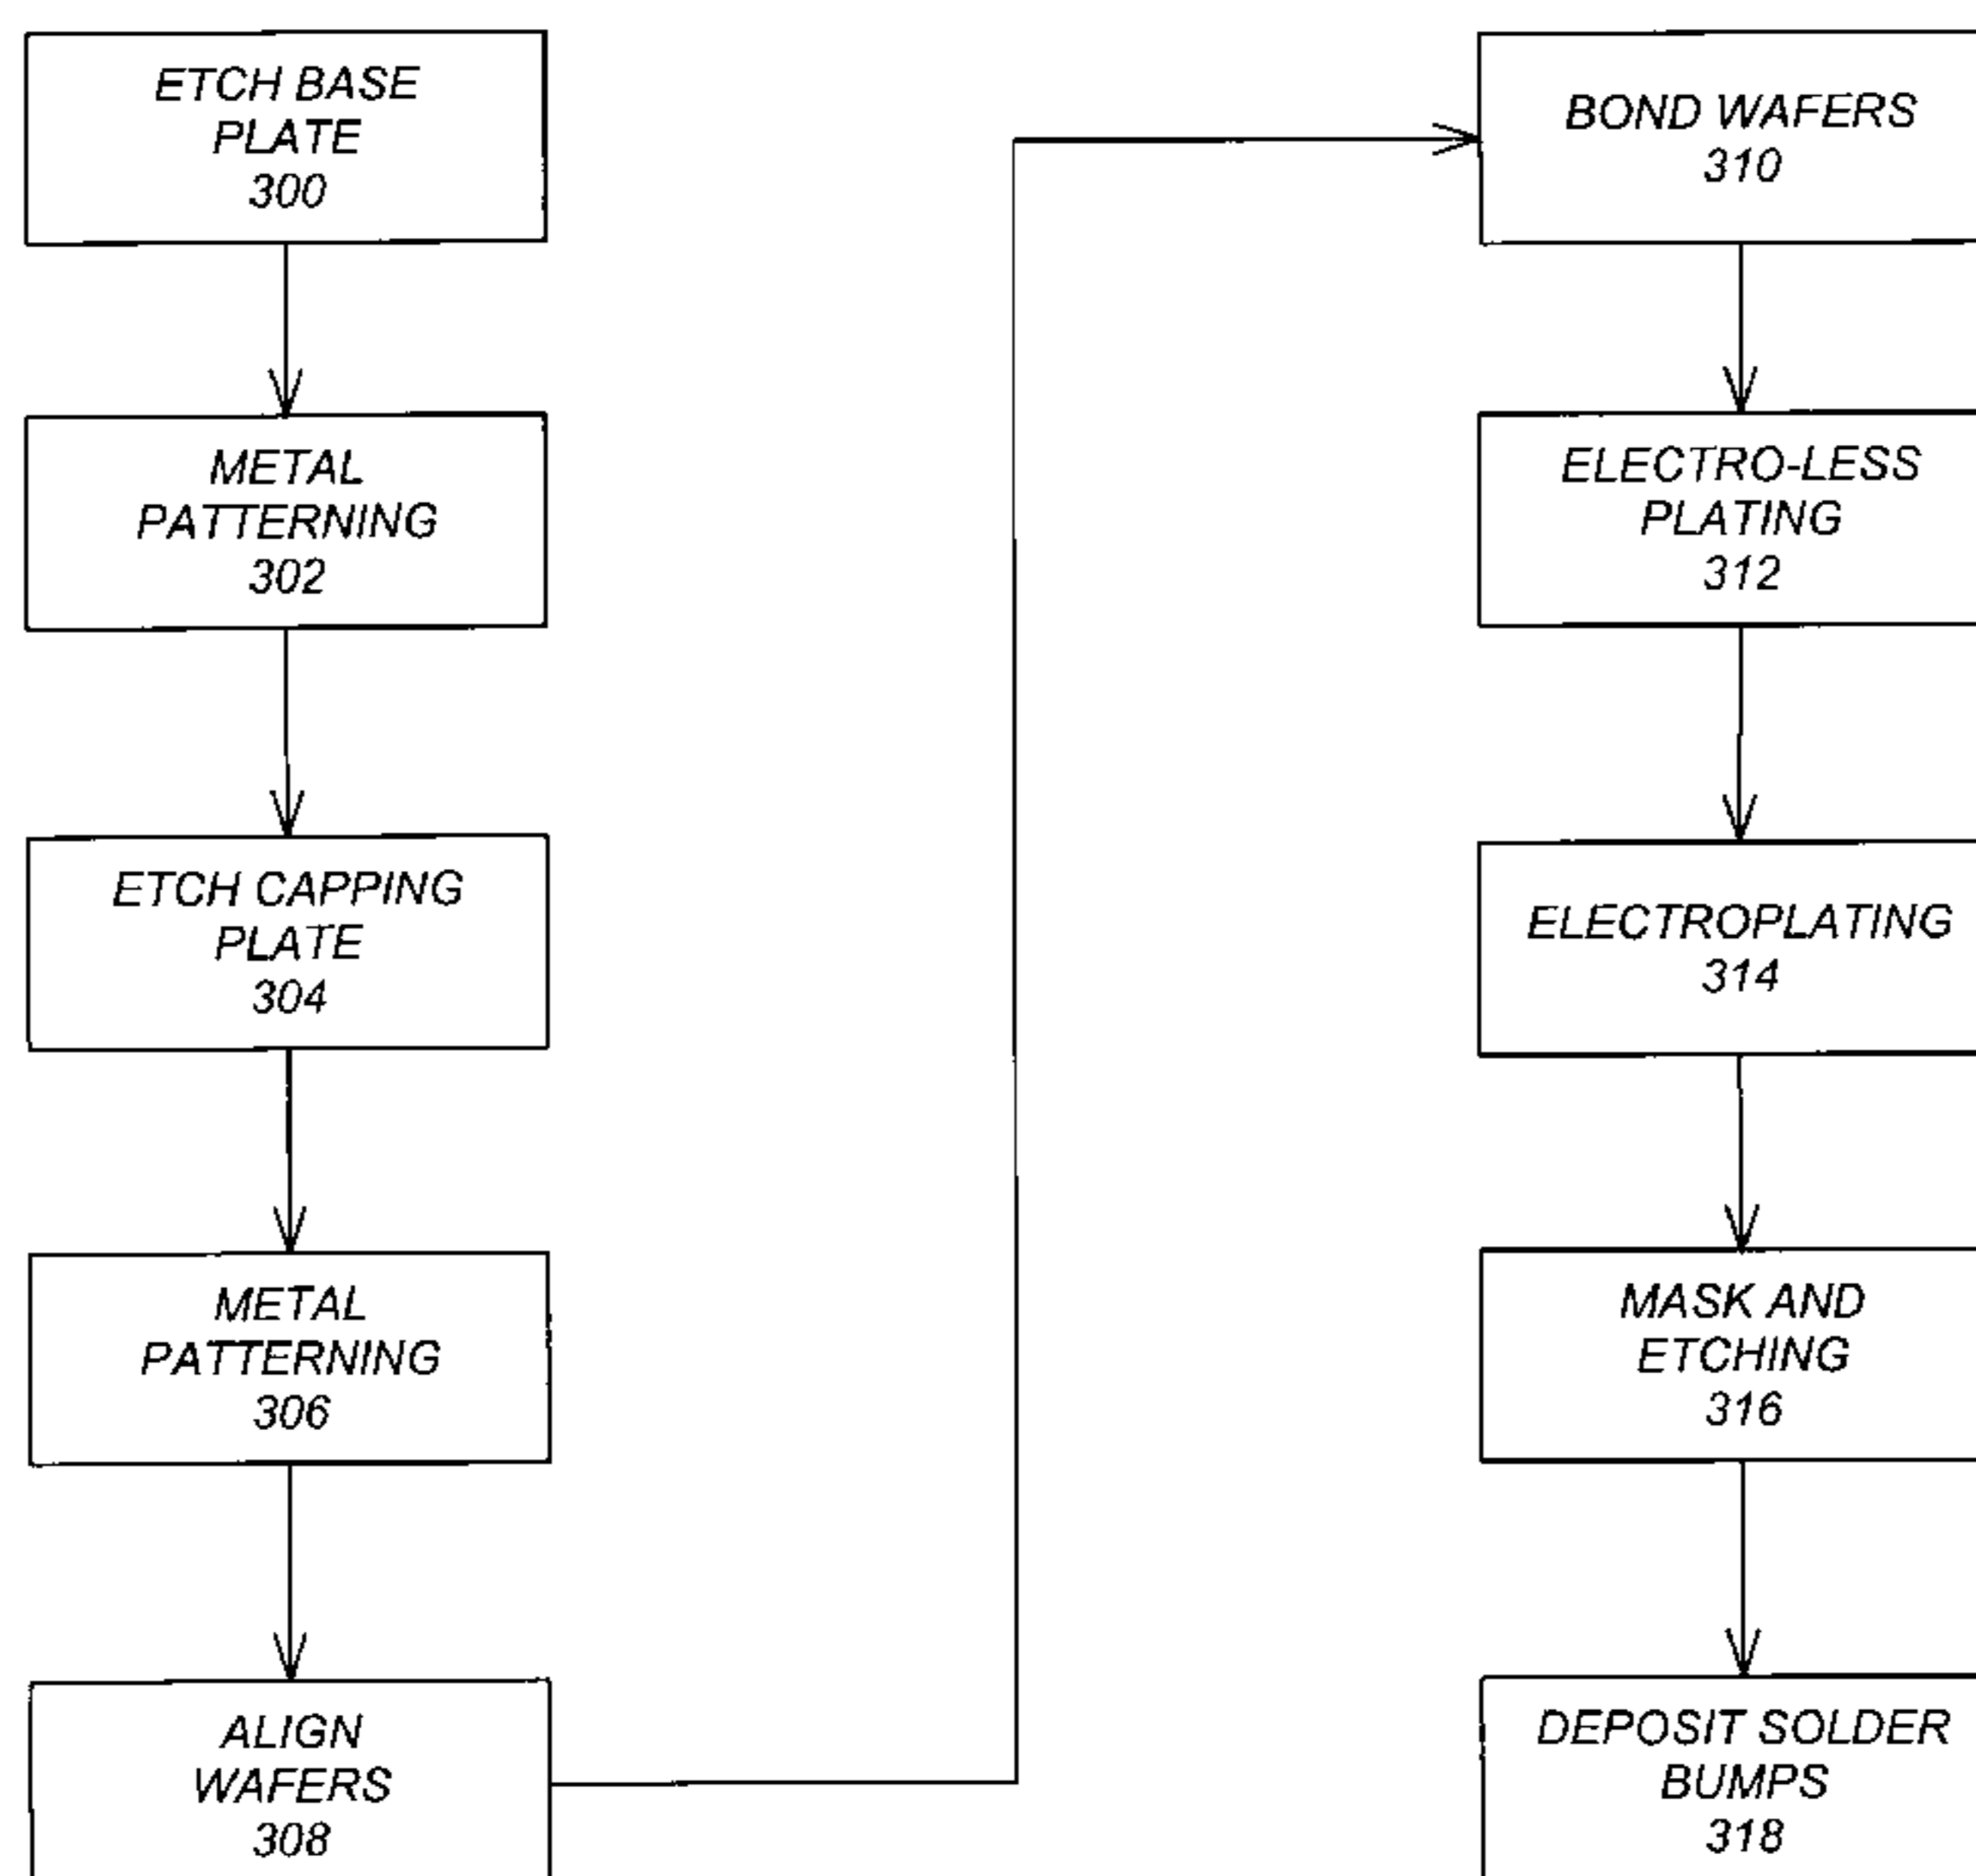 ETCH BASE
PLATE
300
METAL
PATTERNING
302
ETCH CAPPING
PLATE
304
METAL
PATTERNING
306
ALIGN
WAFERS
308
BOND WAFERS
310
ELECTRO-LESS
PLATING
312
ELECTROPLATING
314
MASK AND
ETCHING
316
DEPOSIT SOLDER
BUMPS
318